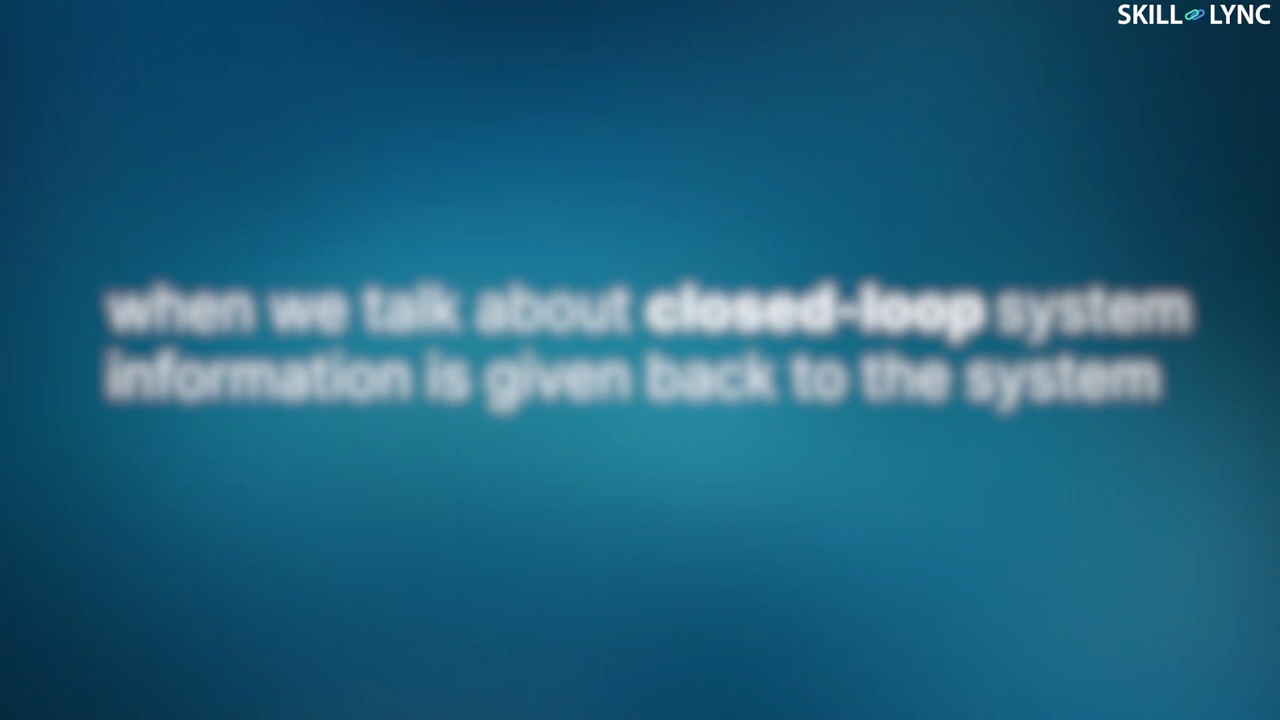 SKILL LYNC
when we talk about closed-loop system
information is given back to the system